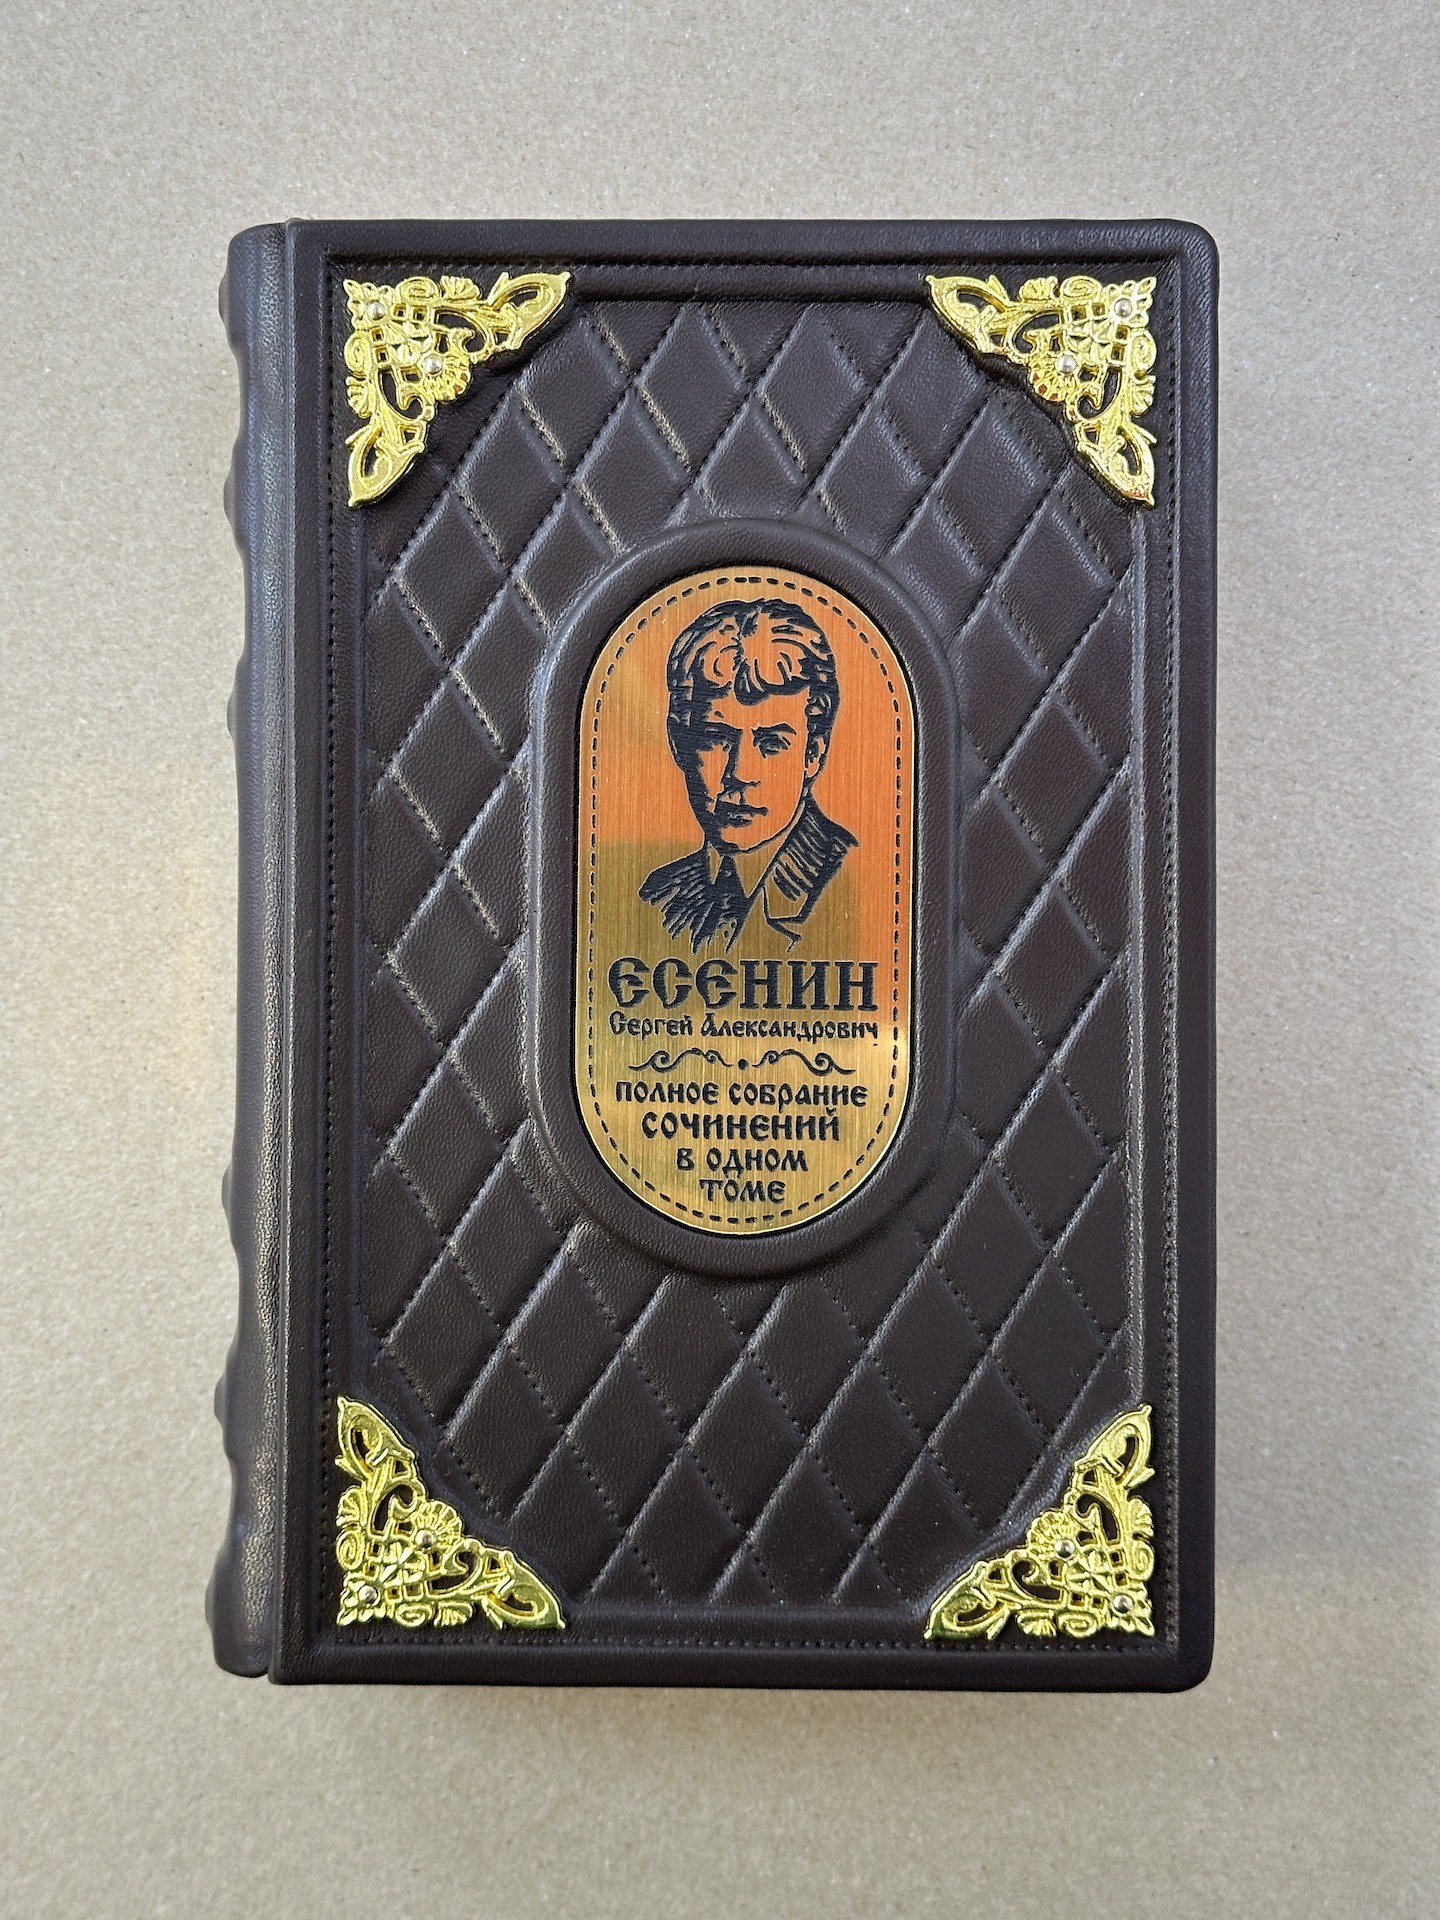 ЕСЕНИН
Сергей Александрович
ПОЛНОЕ СОБРАНИЕ
СОЧИНЕНИЙ
В ОДНОМ
ТОМЕ